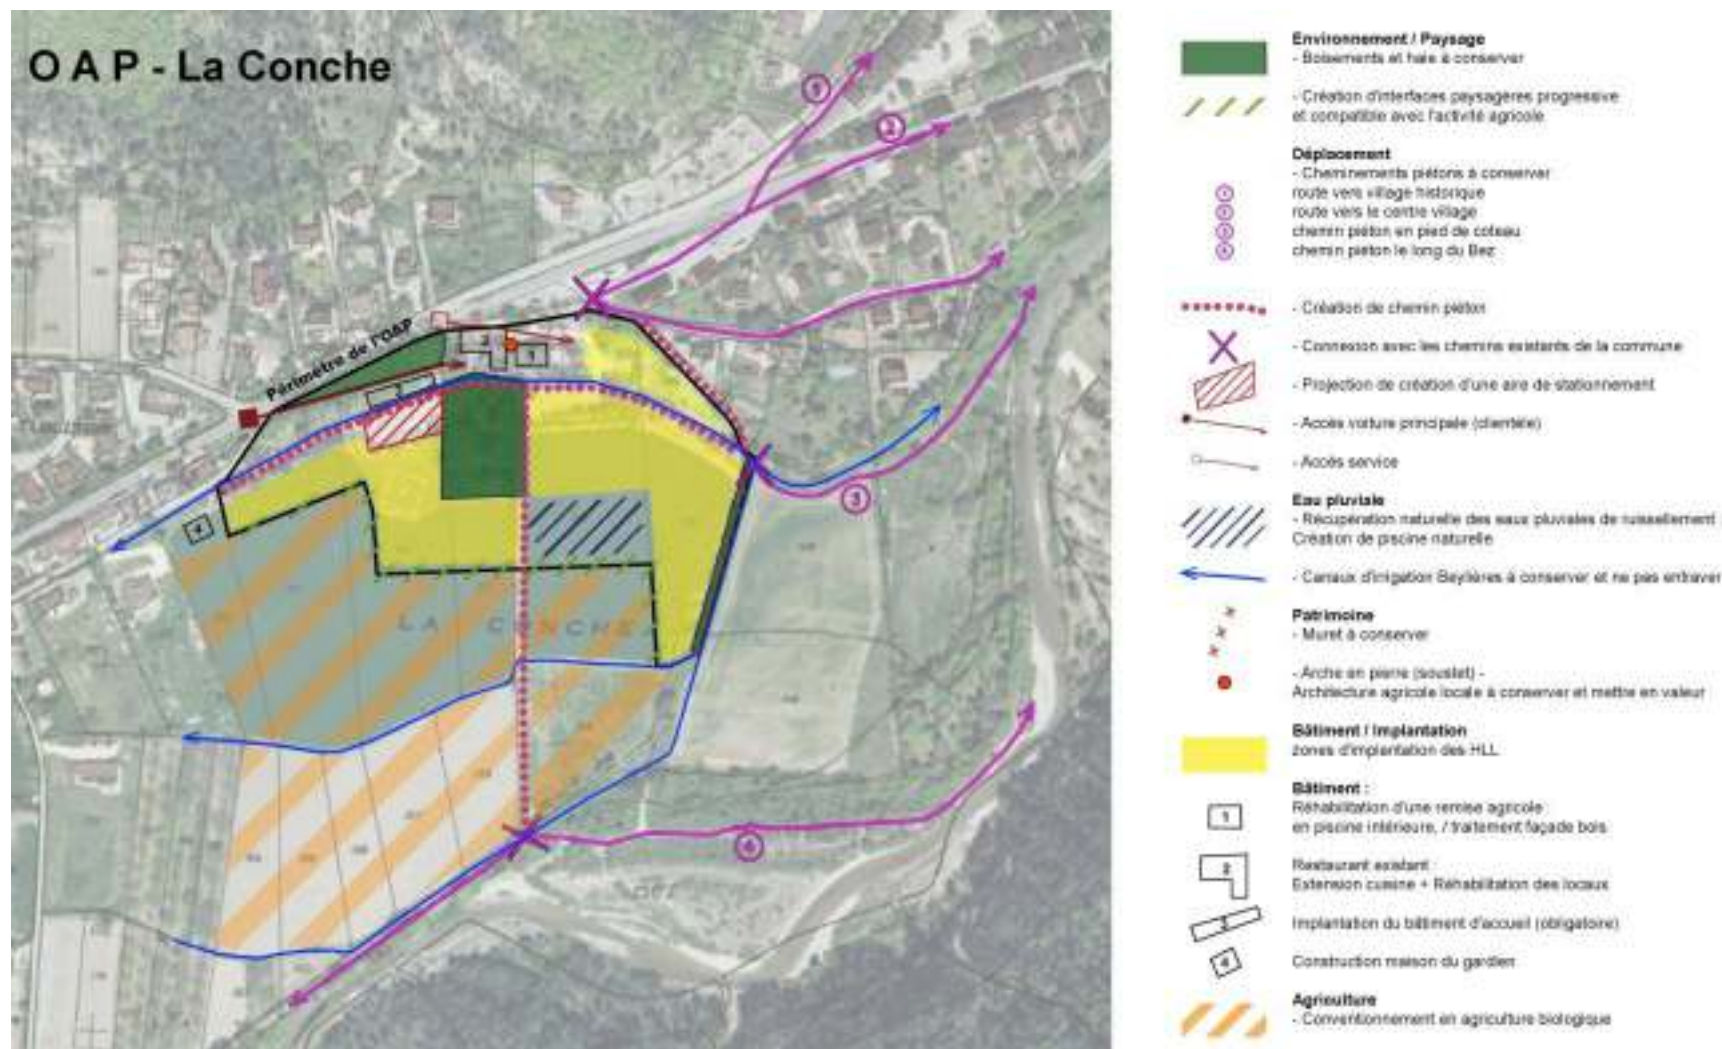 O A P - La Conche
Périmètre de l'OAP
1
2
3
4
LA CONCHE
Environnement / Paysage
- Boisements et haie à conserver
- Création d'interfaces paysagères progressive
et compatible avec l'activité agricole
Déplacement
- Cheminements piétons à conserver
route vers village historique
route vers le centre village
chemin piéton en pied de coteau
chemin piéton le long du Bez
- Création de chemin piéton
- Connexion avec les chemins existants de la commune
- Projection de création d'une aire de stationnement
- Accès voiture principale (clientèle)
- Accès service
Eau pluviale
- Récupération naturelle des eaux pluviales de ruissellement
Création de piscine naturelle
- Canaux d'irrigation Beylières à conserver et ne pas entraver
Patrimoine
- Muret à conserver
- Arche en pierre (soustet) -
Architecture agricole locale à conserver et mettre en valeur
Bâtiment / Implantation
zones d'implantation des HLL
Bâtiment :
1
Réhabilitation d'une remise agricole
en piscine intérieure, / traitement façade bois
2
Restaurant existant :
Extension cuisine + Réhabilitation des locaux
Implantation du bâtiment d'accueil (obligatoire)
4
Construction maison du gardien
Agriculture
- Conventionnement en agriculture biologique